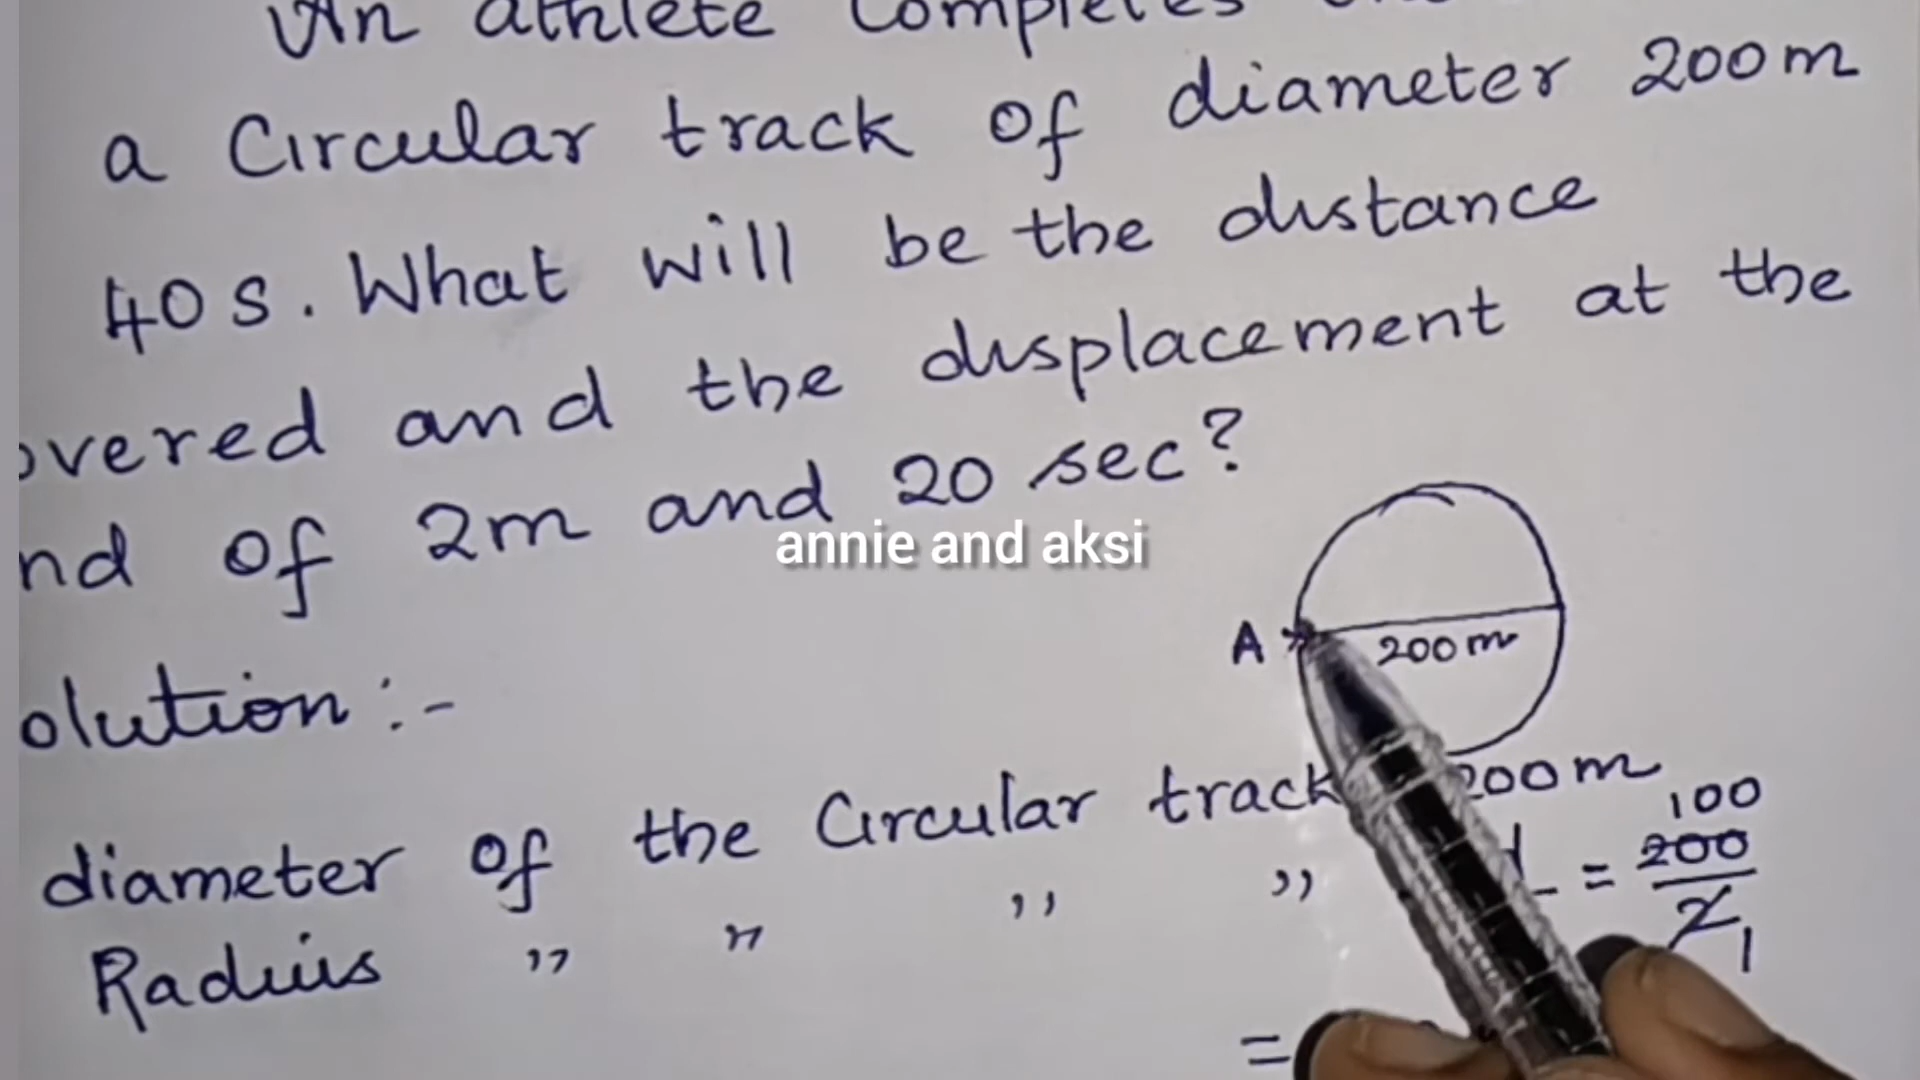 An athlete completes
a Circular track of diameter 200m
40 s. What will be the distance
overed and the displacement at the
nd of 2m and 20 sec?
annie and aksi
A 200m
olution :-
diameter of the Circular track 200m
Radius " " " " = 200/2
100
1
=